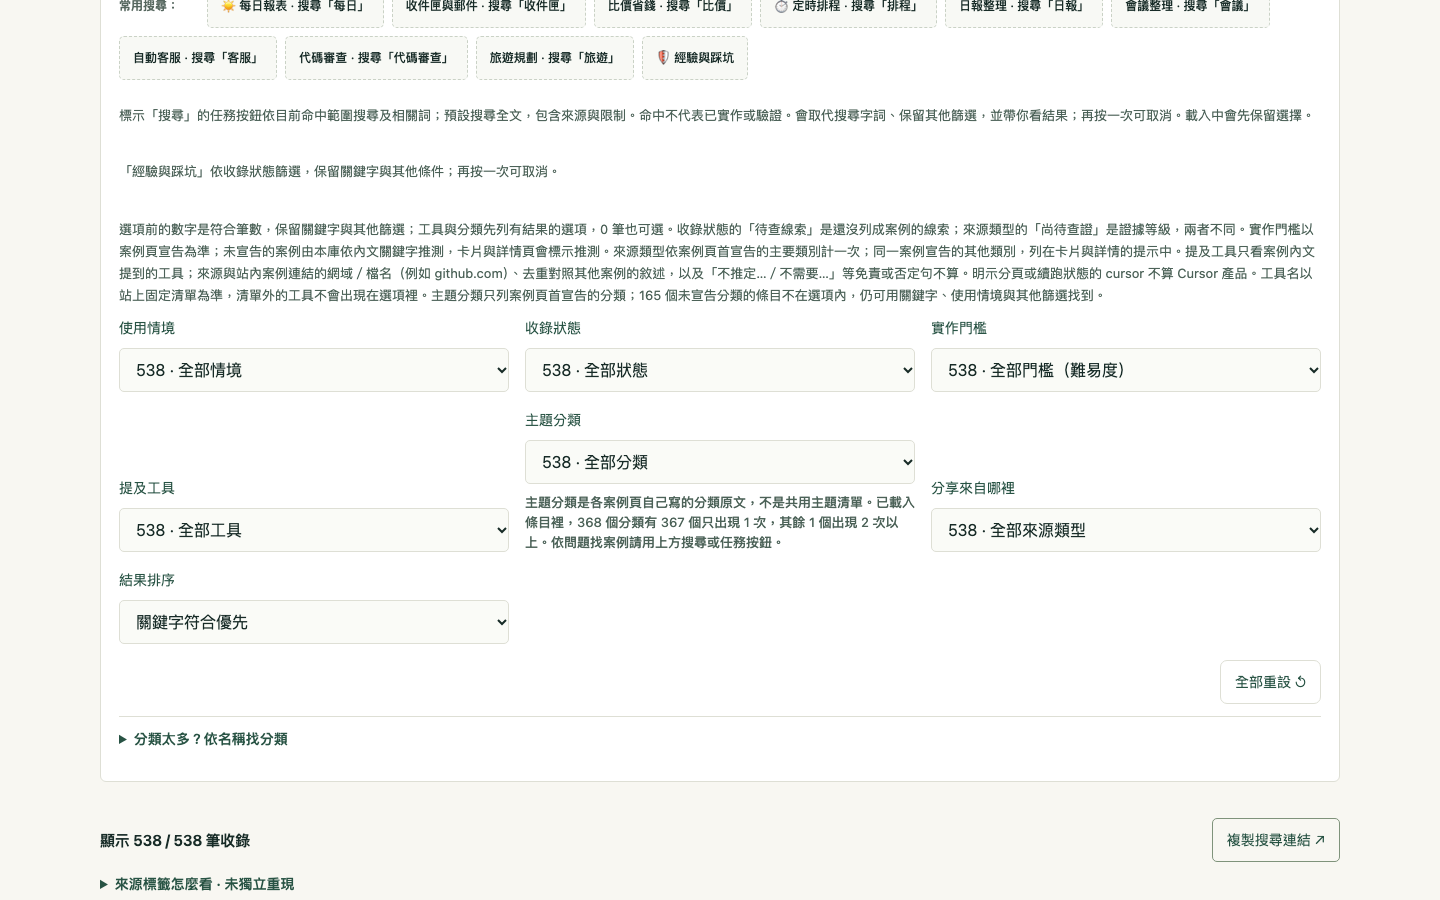 常用搜尋：
☀️ 每日報表 · 搜尋「每日」
收件匣與郵件 · 搜尋「收件匣」
比價省錢 · 搜尋「比價」
⏱ 定時排程 · 搜尋「排程」
日報整理 · 搜尋「日報」
會議整理 · 搜尋「會議」
自動客服 · 搜尋「客服」
代碼審查 · 搜尋「代碼審查」
旅遊規劃 · 搜尋「旅遊」
🛡 經驗與踩坑
標示「搜尋」的任務按鈕依目前命中範圍搜尋及相關詞；預設搜尋全文，包含來源與限制。命中不代表已實作或驗證。會取代搜尋字詞、保留其他篩選，並帶你看結果；再按一次可取消。載入中會先保留選擇。
「經驗與踩坑」依收錄狀態篩選，保留關鍵字與其他條件；再按一次可取消。
選項前的數字是符合筆數，保留關鍵字與其他篩選；工具與分類先列有結果的選項，0 筆也可選。收錄狀態的「待查線索」是還沒列成案例的線索；來源類型的「尚待查證」是證據等級，兩者不同。實作門檻以
案例頁宣告為準；未宣告的案例由本庫依內文關鍵字推測，卡片與詳情頁會標示推測。來源類型依案例頁首宣告的主要類別計一次；同一案例宣告的其他類別，列在卡片與詳情的提示中。提及工具只看案例內文
提到的工具；來源與站內案例連結的網域 / 檔名（例如 github.com）、去重對照其他案例的敘述，以及「不推定… / 不需要…」等免責或否定句不算。明示分頁或續跑狀態的 cursor 不算 Cursor 產品。工具名以
站上固定清單為準，清單外的工具不會出現在選項裡。主題分類只列案例頁首宣告的分類；165 個未宣告分類的條目不在選項內，仍可用關鍵字、使用情境與其他篩選找到。
使用情境
538 · 全部情境
收錄狀態
538 · 全部狀態
實作門檻
538 · 全部門檻（難易度）
提及工具
538 · 全部工具
主題分類
538 · 全部分類
主題分類是各案例頁自己寫的分類原文，不是共用主題清單。已載入
條目裡，368 個分類有 367 個只出現 1 次，其餘 1 個出現 2 次以
上。依問題找案例請用上方搜尋或任務按鈕。
分享來自哪裡
538 · 全部來源類型
結果排序
關鍵字符合優先
全部重設 ↺
▶ 分類太多？依名稱找分類
顯示 538 / 538 筆收錄
複製搜尋連結 ↗
▶ 來源標籤怎麼看 · 未獨立重現